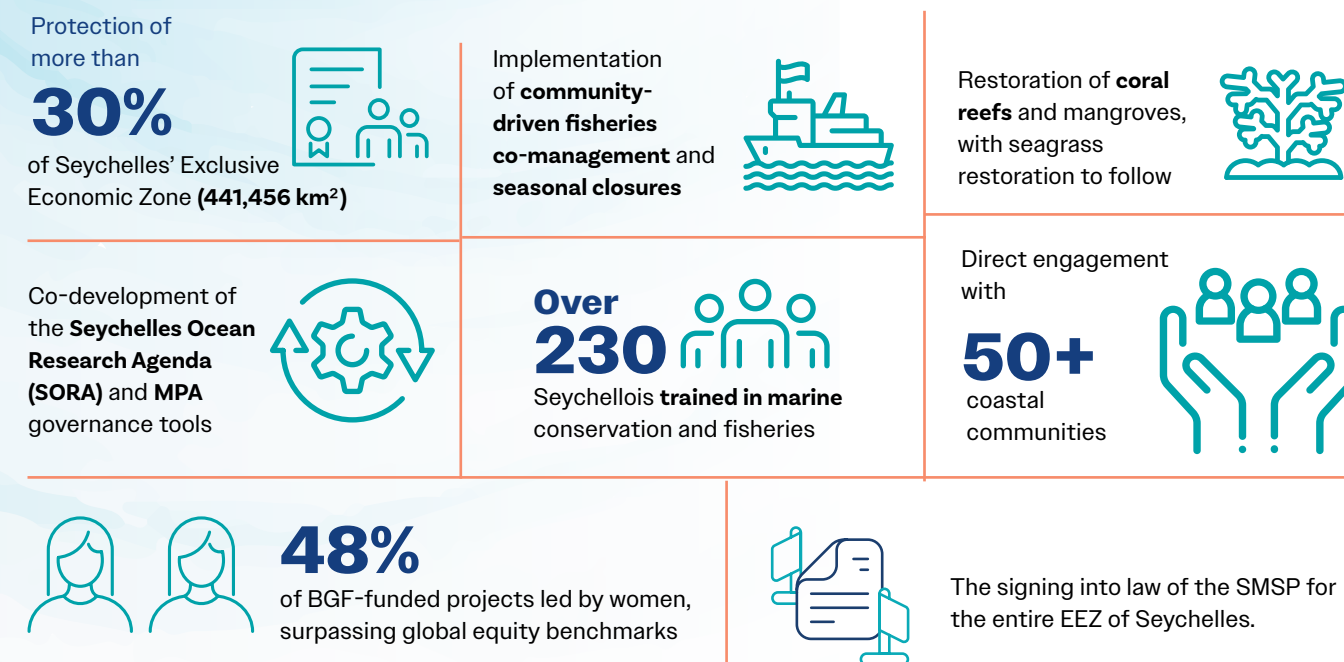 Protection of
more than
30%
of Seychelles’ Exclusive
Economic Zone (441,456 km²)
Implementation
of community-
driven fisheries
co-management and
seasonal closures
Restoration of coral
reefs and mangroves,
with seagrass
restoration to follow
Co-development of
the Seychelles Ocean
Research Agenda
(SORA) and MPA
governance tools
Over
230
Seychellois trained in marine
conservation and fisheries
Direct engagement
with
50+
coastal
communities
48%
of BGF-funded projects led by women,
surpassing global equity benchmarks
The signing into law of the SMSP for
the entire EEZ of Seychelles.